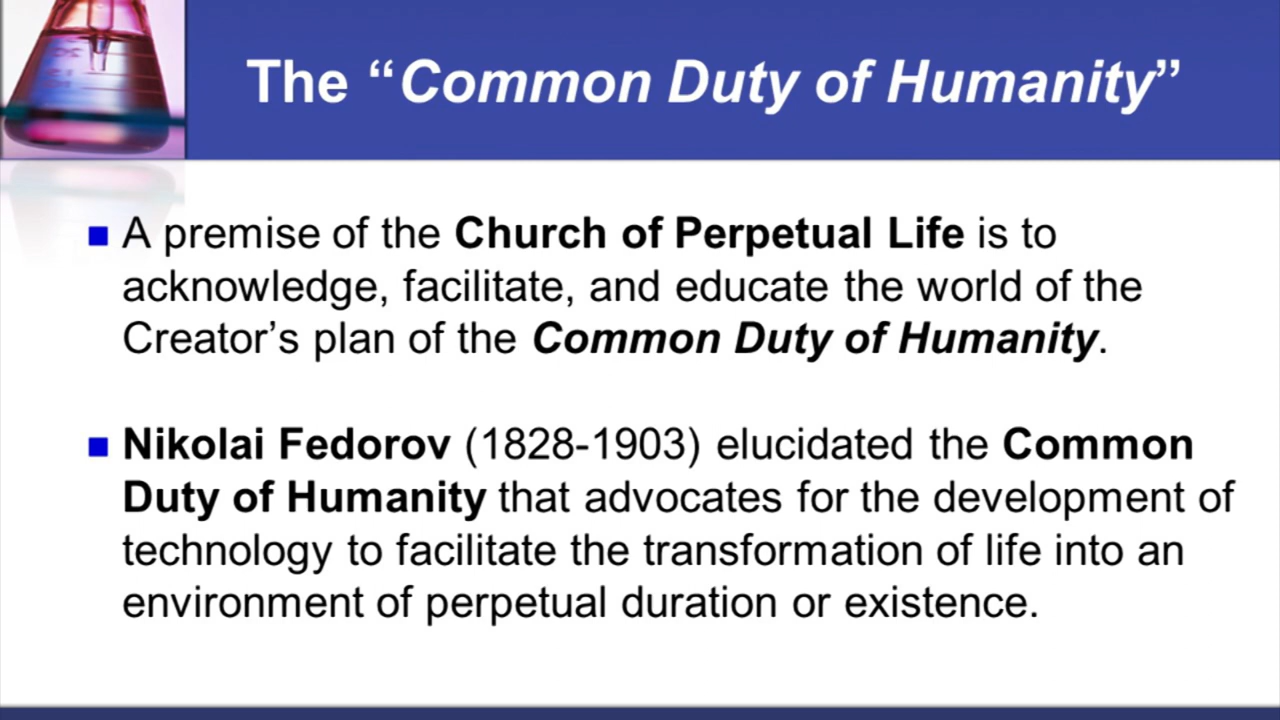 The “Common Duty of Humanity”
A premise of the Church of Perpetual Life is to
acknowledge, facilitate, and educate the world of the
Creator’s plan of the Common Duty of Humanity.
Nikolai Fedorov (1828-1903) elucidated the Common
Duty of Humanity that advocates for the development of
technology to facilitate the transformation of life into an
environment of perpetual duration or existence.